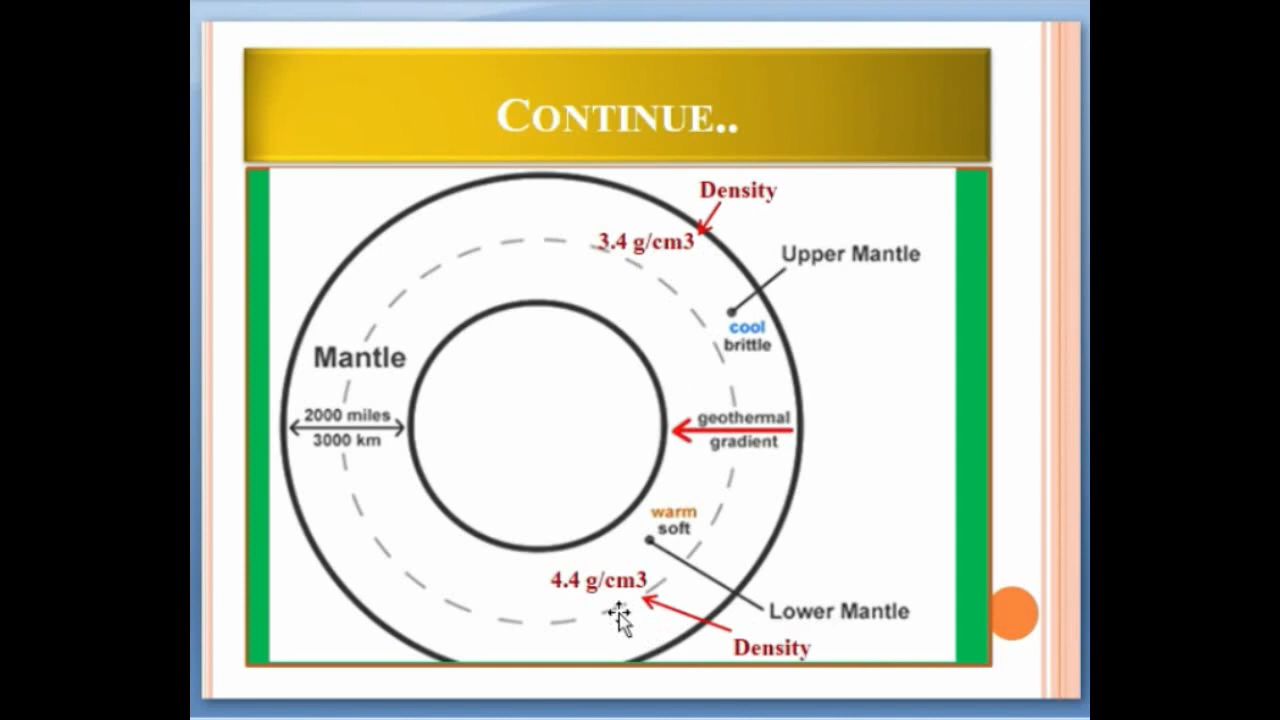 CONTINUE..
Density
3.4 g/cm3
Upper Mantle
cool
brittle
Mantle
2000 miles
3000 km
geothermal
gradient
warm
soft
4.4 g/cm3
Lower Mantle
Density